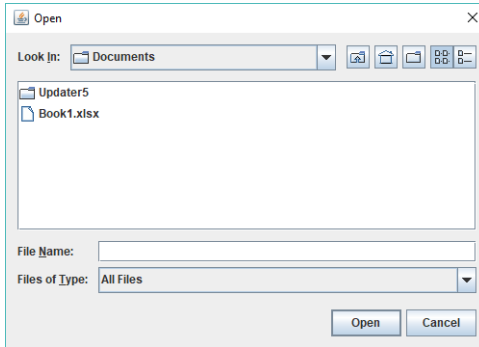 Open
Look In: Documents
Updater5
Book1.xlsx
File Name:
Files of Type: All Files
Open Cancel